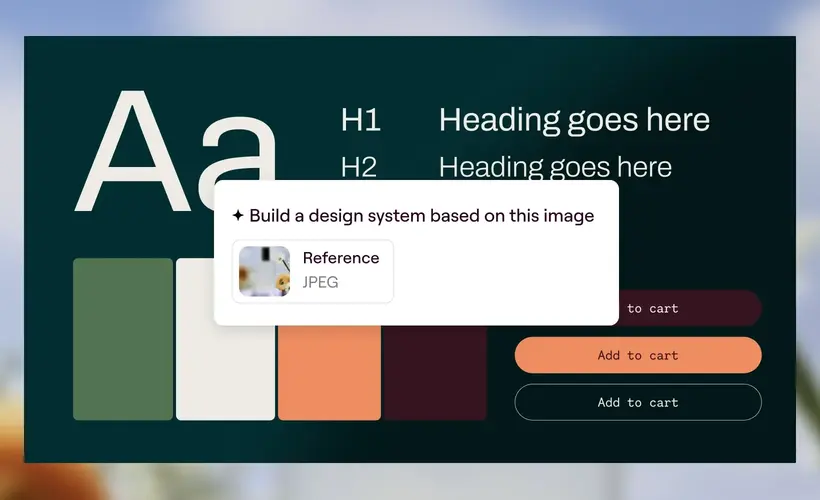 Aa
H1 Heading goes here
H2 Heading goes here
Build a design system based on this image
Reference
JPEG
to cart
Add to cart
Add to cart